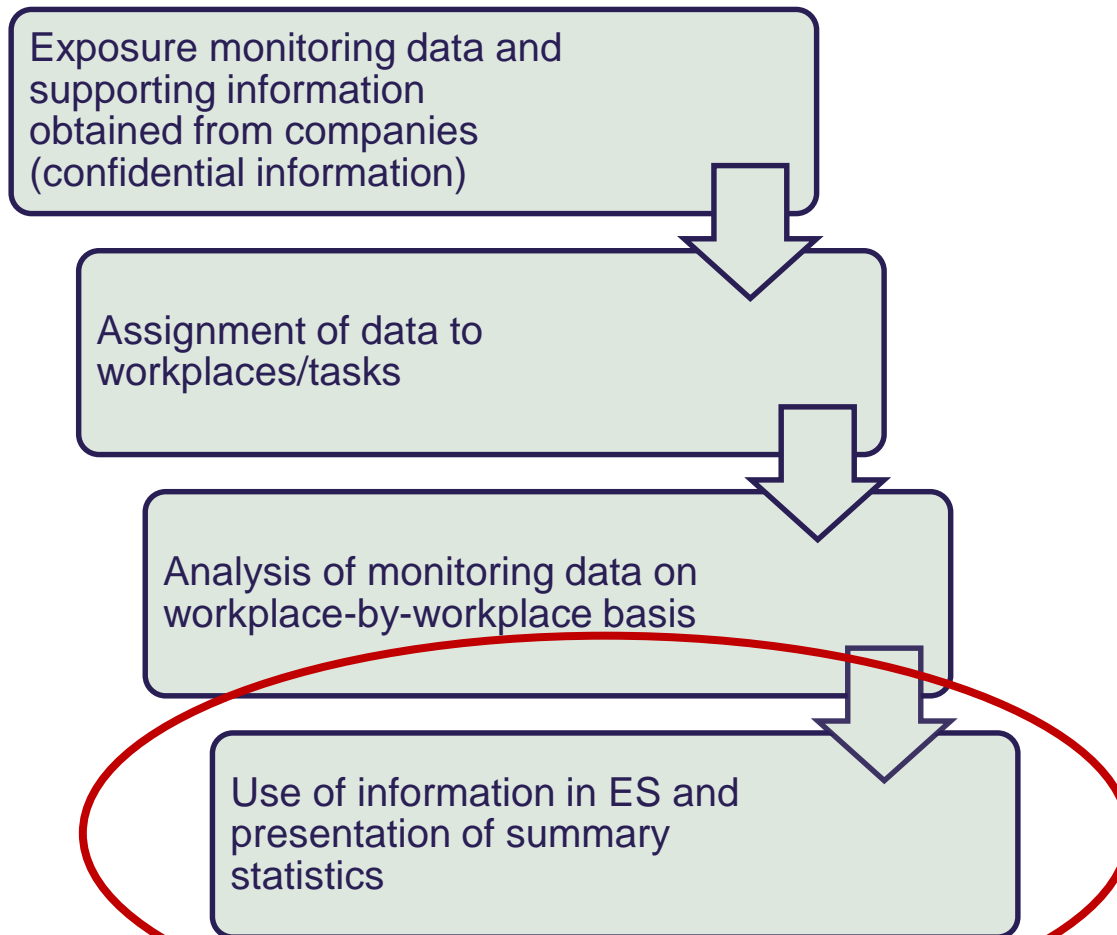 Exposure monitoring data and
supporting information
obtained from companies
(confidential information)
Assignment of data to
workplaces/tasks
Analysis of monitoring data on
workplace-by-workplace basis
Use of information in ES and
presentation of summary
statistics